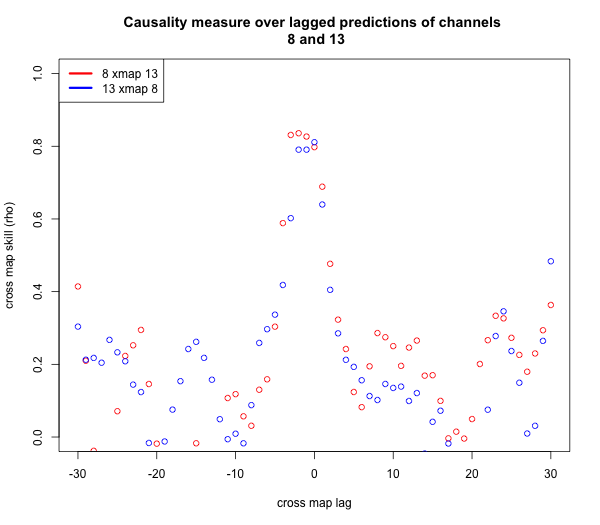 Causality measure over lagged predictions of channels
8 and 13
8 xmap 13
13 xmap 8
cross map skill (rho)
1.0
0.8
0.6
0.4
0.2
0.0
-30 -20 -10 0 10 20 30
cross map lag